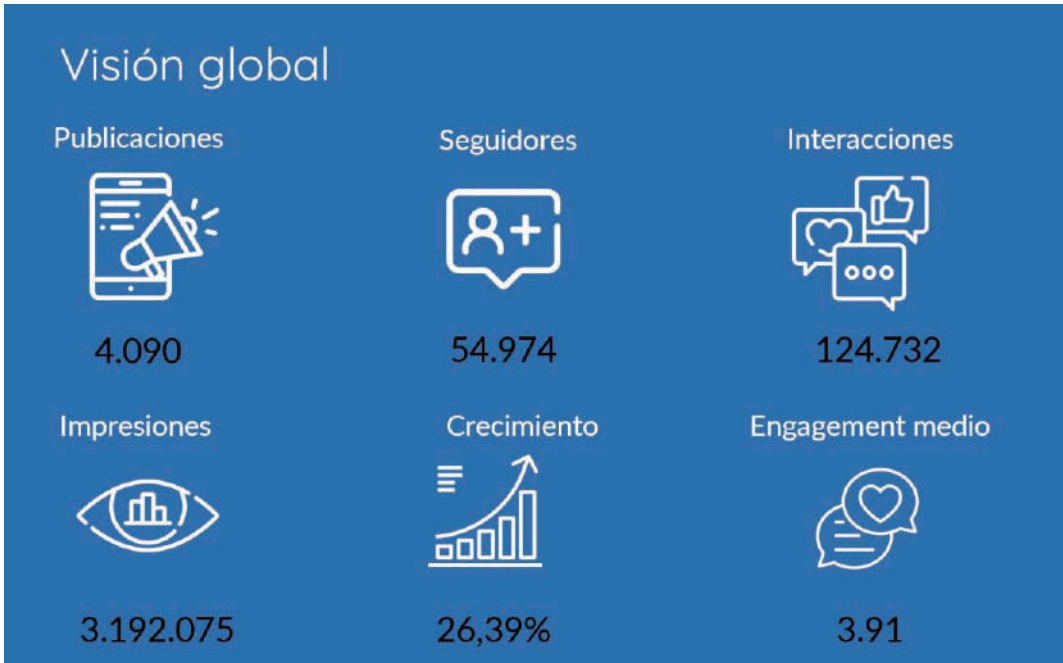 Visión global
Publicaciones
Seguidores
Interacciones
4.090
54.974
124.732
Impresiones
Crecimiento
Engagement medio
3.192.075
26,39%
3.91